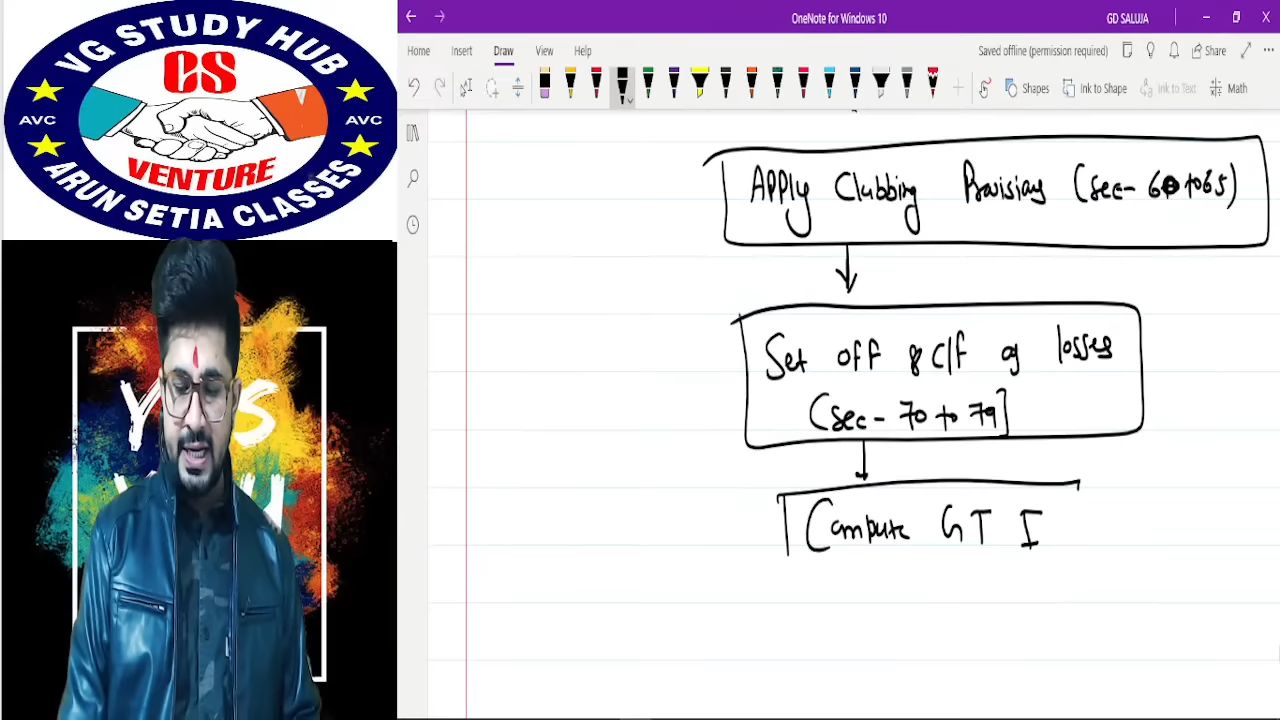 VG STUDY HUB
CS
AVC
AVC
VENTURE
ARUN SETIA CLASSES
OneNote for Windows 10
GD SALUJA
Home Insert Draw View Help
Saved offline (permission required)
Share
Shapes
Ink to Shape
Ink to Text
Math
Apply Clubbing Provisions (Sec- 60 to 65)
Set off & C/f of losses
(Sec- 70 to 79]
Compute G T I